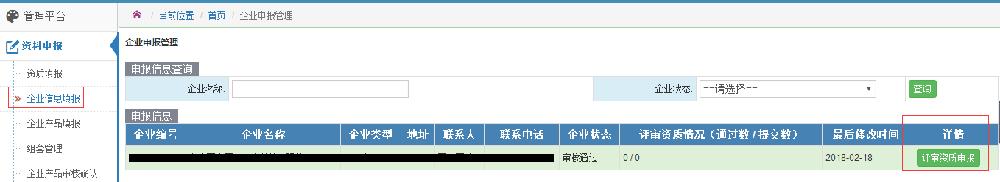 管理平台
/ 当前位置 / 首页 / 企业申报管理
资料申报
企业申报管理
资质填报
申报信息查询
企业信息填报
企业名称:
企业状态: ==请选择== 查询
企业产品填报
申报信息
组套管理
企业编号 企业名称 企业类型 地址 联系人 联系电话 企业状态 评审资质情况（通过数 / 提交数） 最后修改时间 详情
审核通过 0 / 0 2018-02-18 评审资质申报
企业产品审核确认